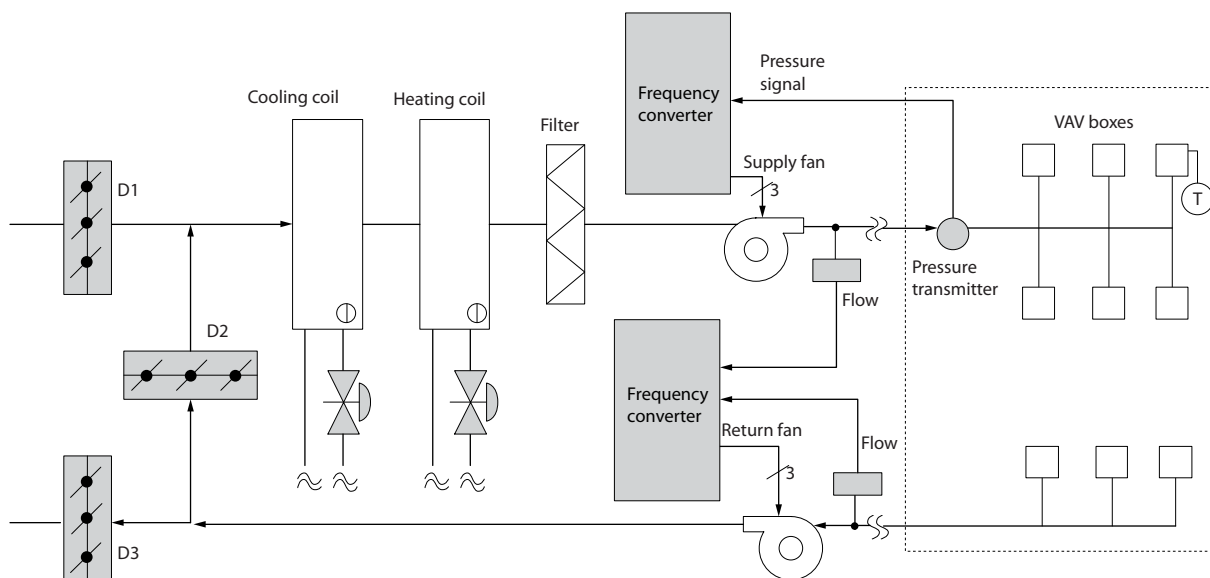 Pressure
signal
Frequency
converter
Cooling coil
Heating coil
Filter
VAV boxes
Supply fan
3
D1
T
Pressure
transmitter
Flow
D2
Frequency
converter
Return fan
Flow
3
D3